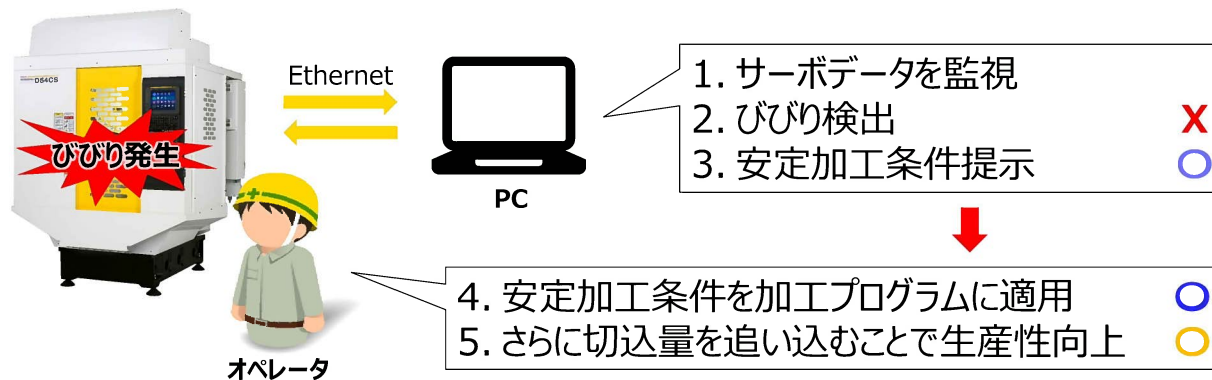 DS4CS
びびり発生
Ethernet
PC
オペレータ
1. サーボデータを監視
2. びびり検出 X
3. 安定加工条件提示 〇
4. 安定加工条件を加工プログラムに適用 〇
5. さらに切込量を追い込むことで生産性向上 〇